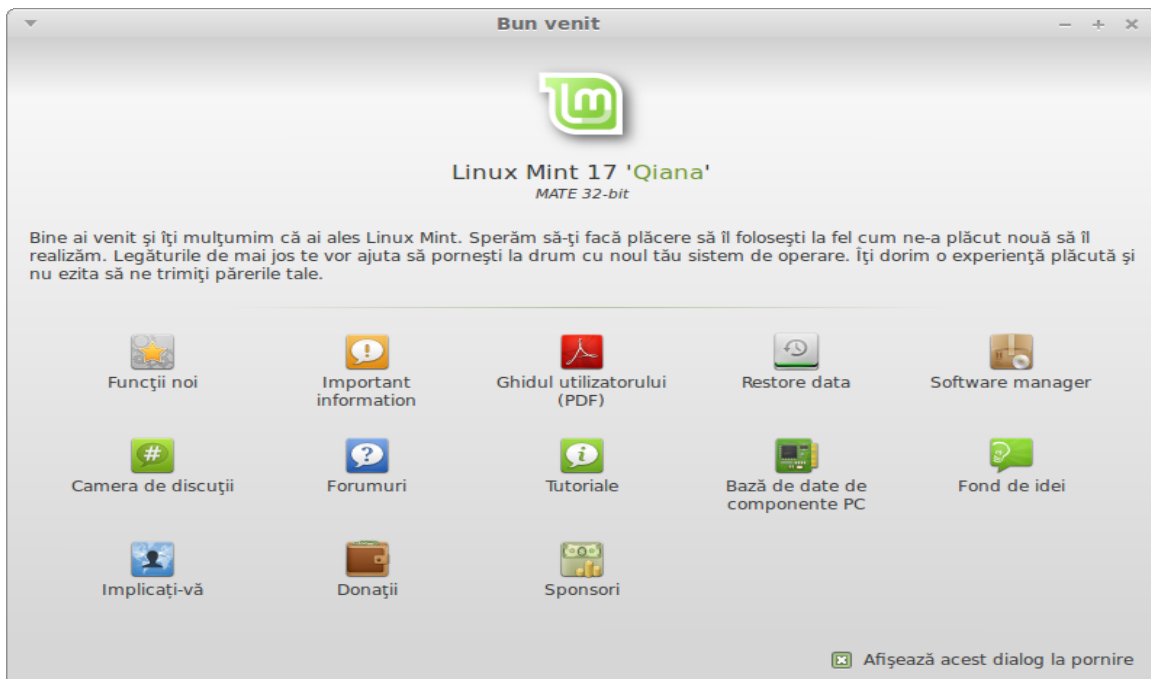 Bun venit
Linux Mint 17 'Qiana'
MATE 32-bit
Bine ai venit şi îţi mulţumim că ai ales Linux Mint. Sperăm să-ţi facă plăcere să îl foloseşti la fel cum ne-a plăcut nouă să îl
realizăm. Legăturile de mai jos te vor ajuta să porneşti la drum cu noul tău sistem de operare. Îţi dorim o experienţă plăcută şi
nu ezita să ne trimiţi părerile tale.
Funcţii noi
Important
information
Ghidul utilizatorului
(PDF)
Restore data
Software manager
Camera de discuţii
Forumuri
Tutoriale
Bază de date de
componente PC
Fond de idei
Implicați-vă
Donaţii
Sponsori
Afişează acest dialog la pornire